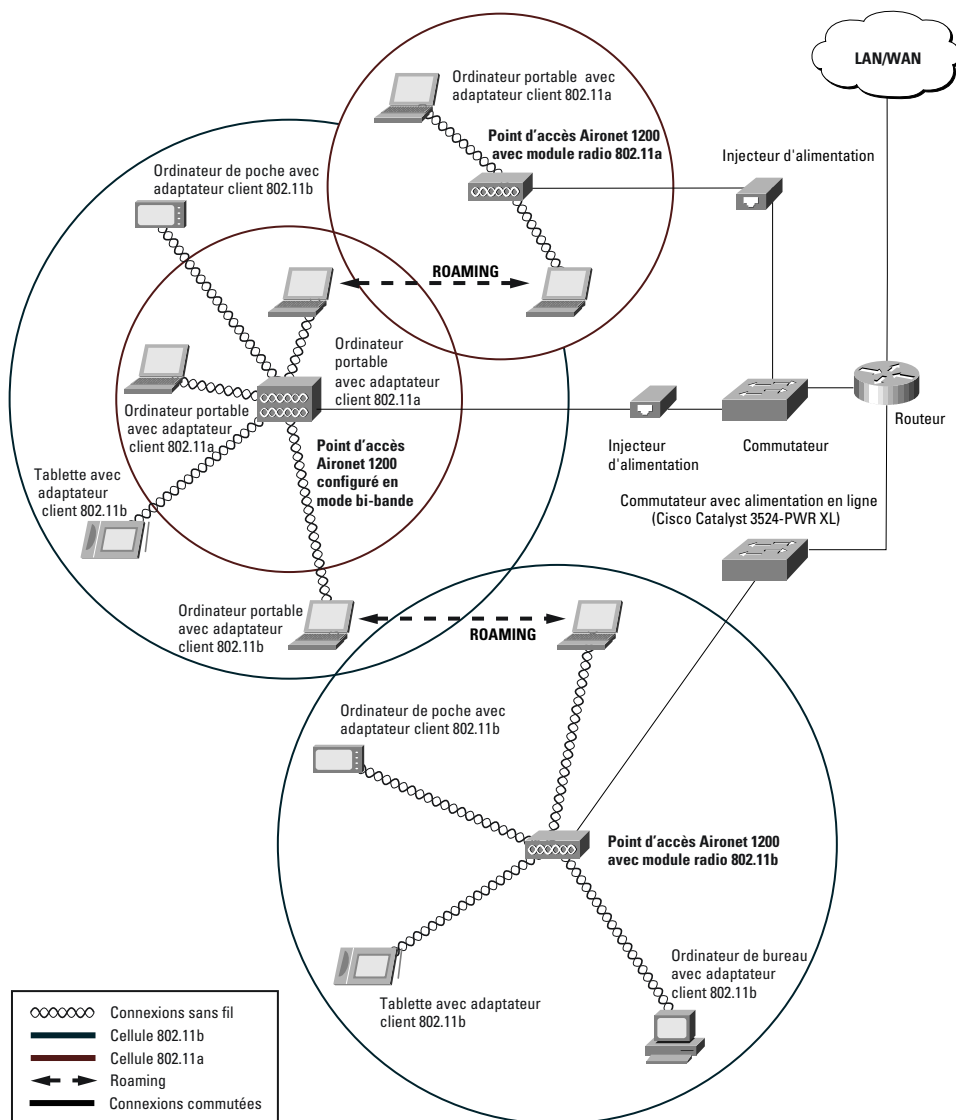 LAN/WAN
Ordinateur portable avec
adaptateur client 802.11a
Point d'accès Aironet 1200
avec module radio 802.11a
Injecteur d'alimentation
Ordinateur de poche avec
adaptateur client 802.11b
ROAMING
Ordinateur
portable
avec adaptateur
client 802.11a
Ordinateur portable
avec adaptateur
client 802.11a
Point d'accès
Aironet 1200
configuré en
mode bi-bande
Injecteur
d'alimentation
Commutateur
Routeur
Tablette avec
adaptateur
client 802.11b
Commutateur avec alimentation en ligne
(Cisco Catalyst 3524-PWR XL)
Ordinateur portable
avec adaptateur
client 802.11b
ROAMING
Ordinateur de poche avec
adaptateur client 802.11b
Point d'accès Aironet 1200
avec module radio 802.11b
Ordinateur de bureau
avec adaptateur
client 802.11b
Tablette avec adaptateur
client 802.11b
Connexions sans fil
Cellule 802.11b
Cellule 802.11a
Roaming
Connexions commutées